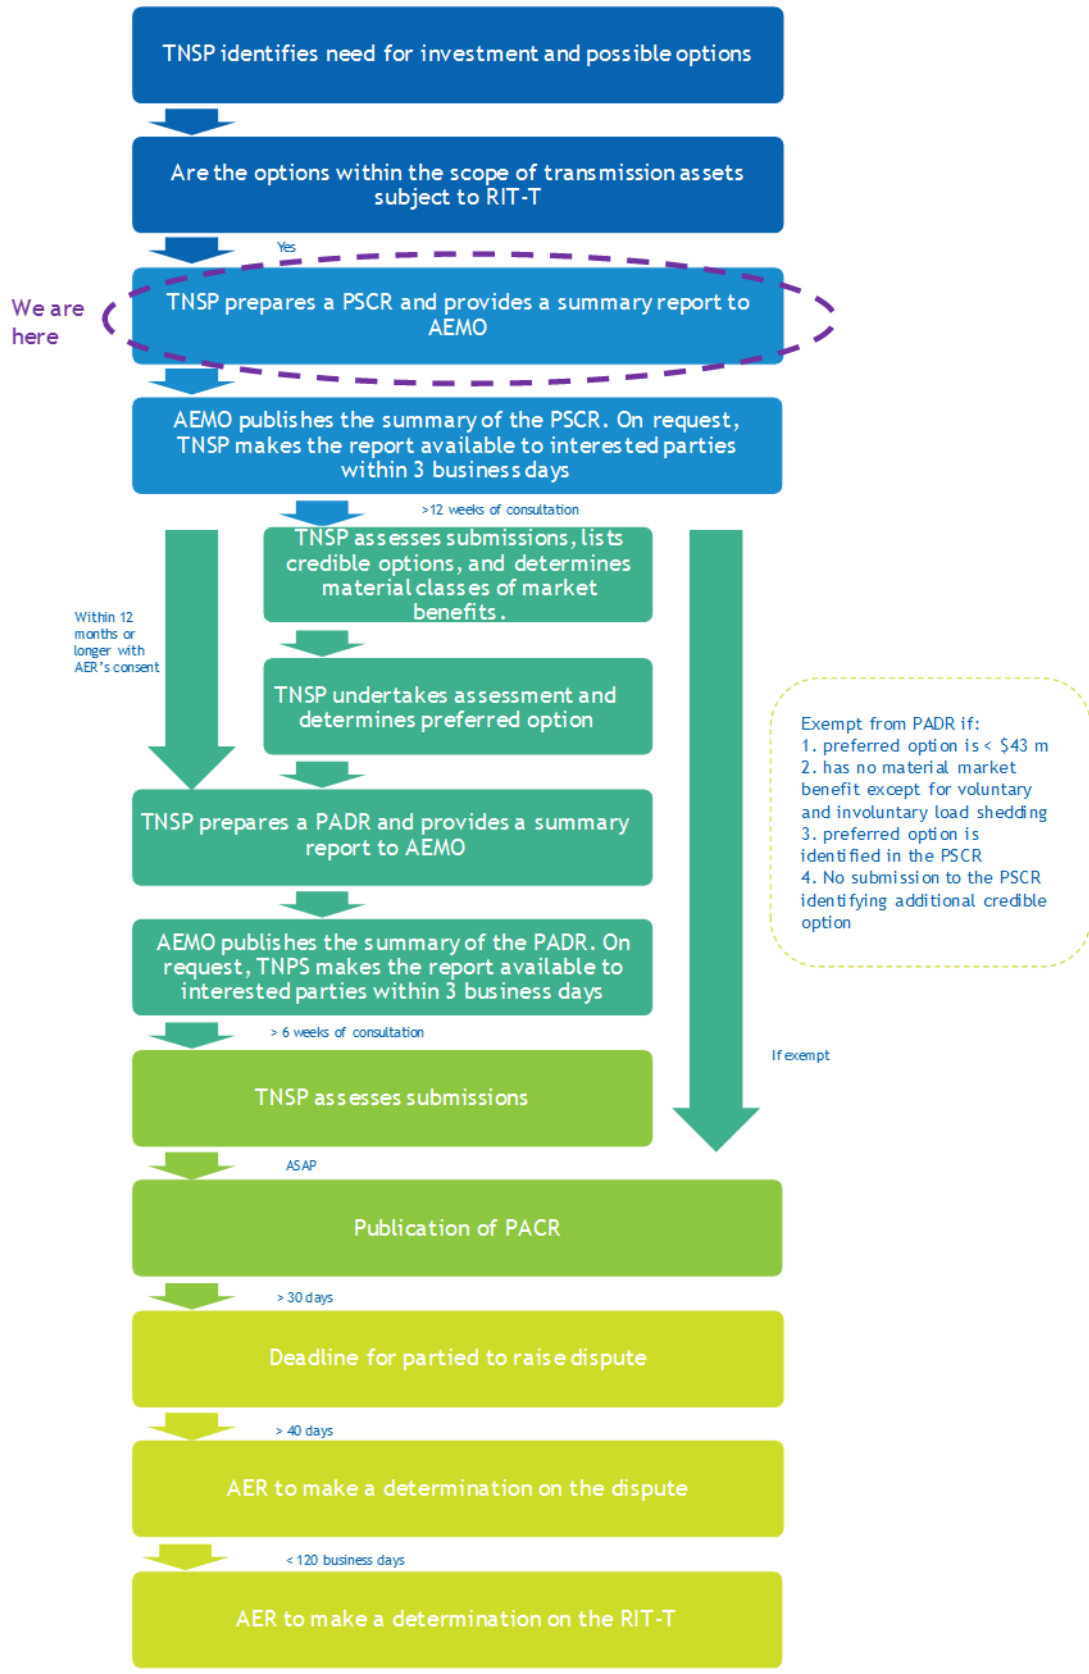 TNSP identifies need for investment and possible options
Are the options within the scope of transmission assets
subject to RIT-T
Yes
We are
here
TNSP prepares a PSCR and provides a summary report to
AEMO
AEMO publishes the summary of the PSCR. On request,
TNSP makes the report available to interested parties
within 3 business days
>12 weeks of consultation
TNSP assesses submissions, lists
credible options, and determines
material classes of market
benefits.
Within 12
months or
longer with
AER's consent
TNSP undertakes assessment and
determines preferred option
Exempt from PADR if:
1. preferred option is < $43 m
2. has no material market
benefit except for voluntary
and involuntary load shedding
3. preferred option is
identified in the PSCR
4. No submission to the PSCR
identifying additional credible
option
TNSP prepares a PADR and provides a summary
report to AEMO
AEMO publishes the summary of the PADR. On
request, TNPS makes the report available to
interested parties within 3 business days
> 6 weeks of consultation
If exempt
TNSP assesses submissions
ASAP
Publication of PACR
> 30 days
Deadline for partied to raise dispute
> 40 days
AER to make a determination on the dispute
< 120 business days
AER to make a determination on the RIT-T